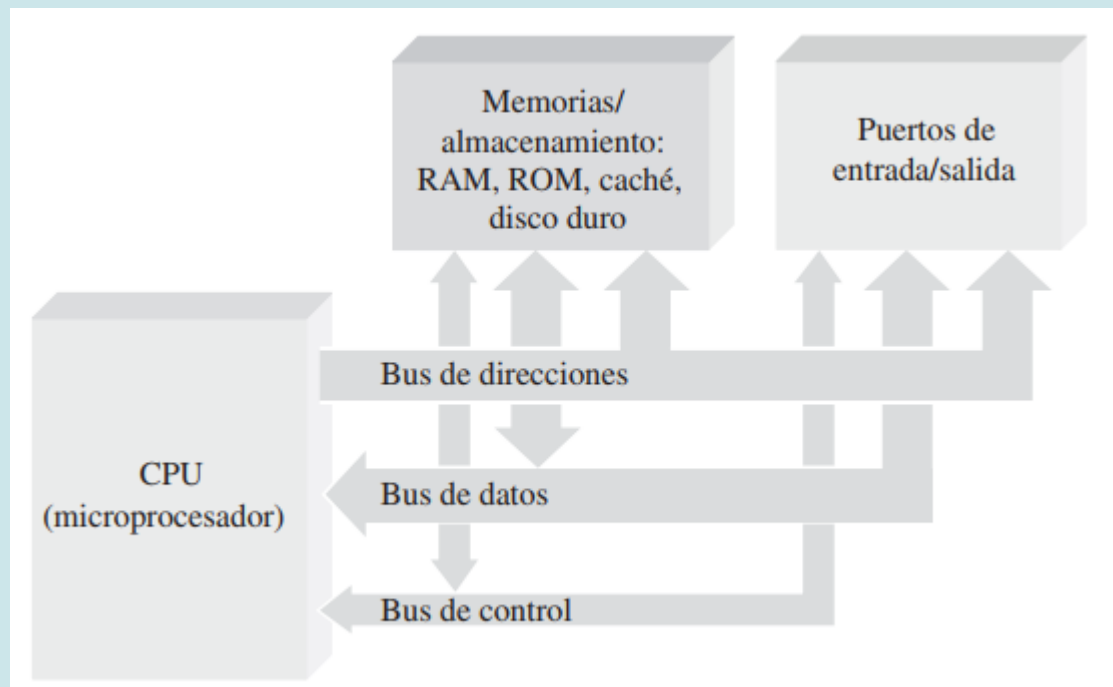 Memorias/
almacenamiento:
RAM, ROM, caché,
disco duro
Puertos de
entrada/salida
Bus de direcciones
CPU
(microprocesador)
Bus de datos
Bus de control